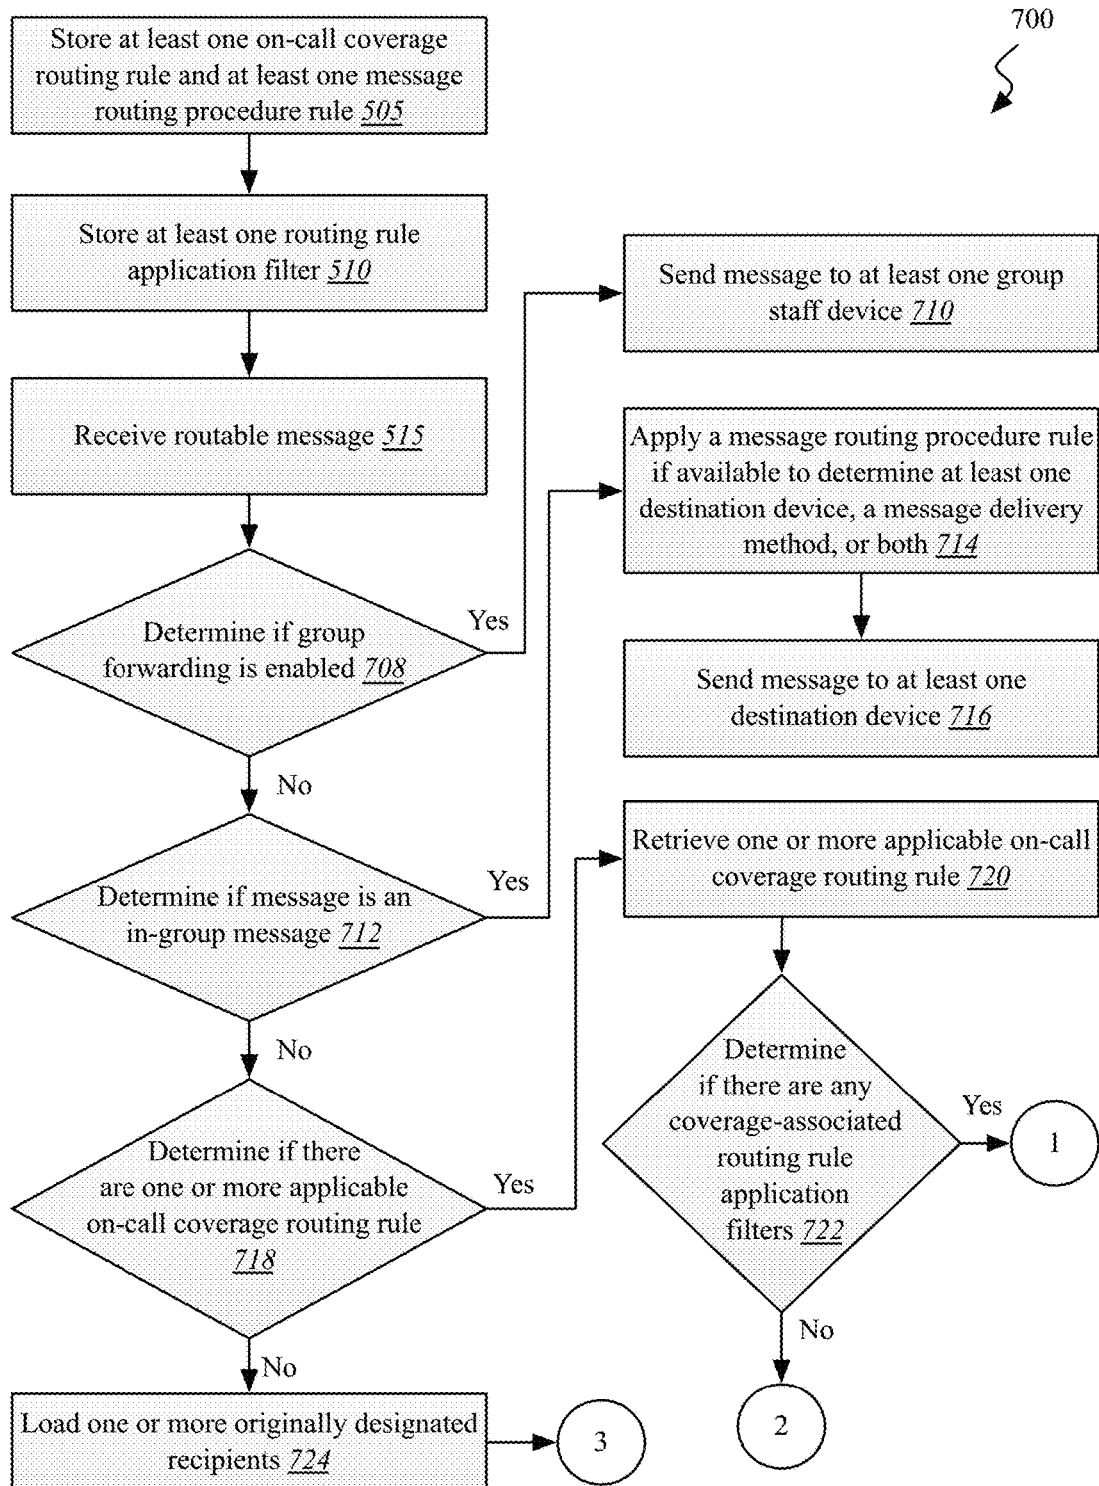 700
Store at least one on-call coverage
routing rule and at least one message
routing procedure rule 505
Store at least one routing rule
application filter 510
Receive routable message 515
Determine if group
forwarding is enabled 708
Yes
No
Send message to at least one group
staff device 710
Determine if message is an
in-group message 712
Yes
No
Apply a message routing procedure rule
if available to determine at least one
destination device, a message delivery
method, or both 714
Send message to at least one
destination device 716
Determine if there
are one or more applicable
on-call coverage routing rule
718
Yes
No
Retrieve one or more applicable on-call
coverage routing rule 720
Determine
if there are any
coverage-associated
routing rule
application
filters 722
Yes
1
No
2
Load one or more originally designated
recipients 724
3